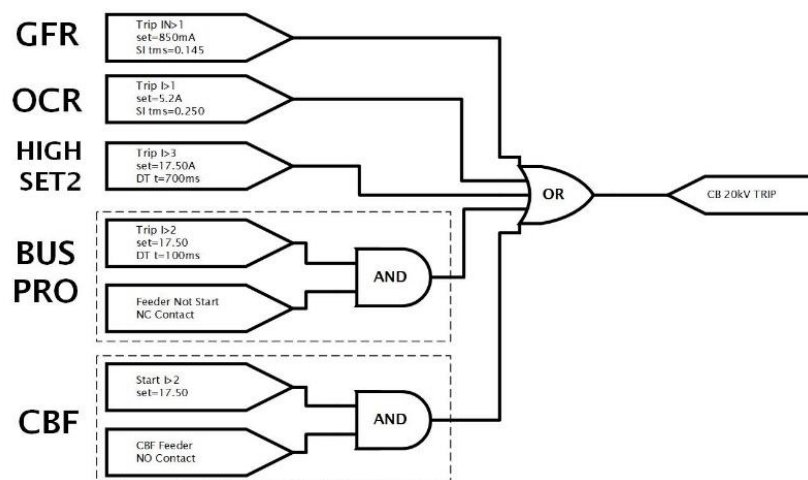 GFR
Trip IN>1
set=850mA
SI tms=0.145
OCR
Trip I>1
set=5.2A
SI tms=0.250
HIGH
SET2
Trip I>3
set=17.50A
DT t=700ms
OR
CB 20kV TRIP
BUS
PRO
Trip I>2
set=17.50
DT t=100ms
AND
Feeder Not Start
NC Contact
CBF
Start I>2
set=17.50
AND
CBF Feeder
NO Contact